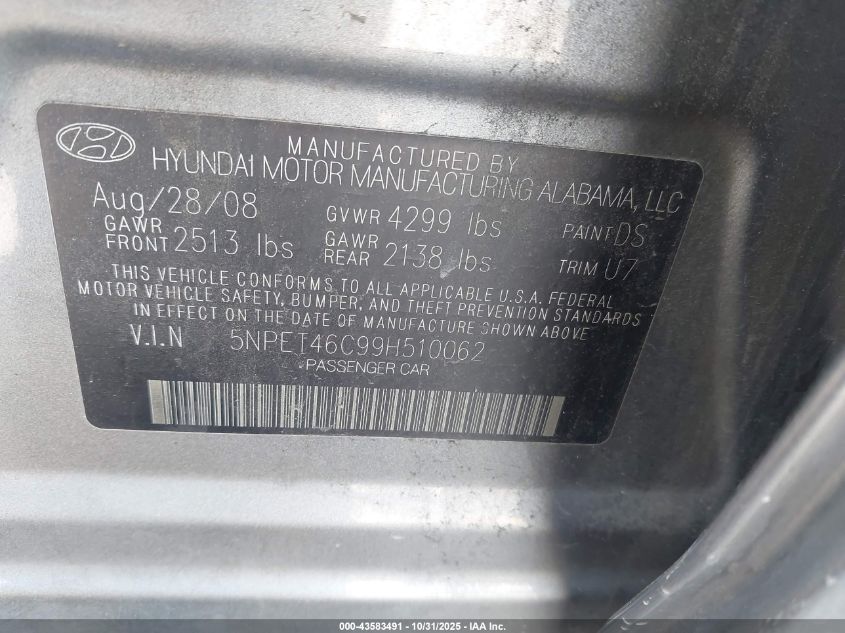 MANUFACTURED BY
HYUNDAI MOTOR MANUFACTURING ALABAMA, LLC
Aug/28/08 GVWR 4299 lbs PAINT DS
GAWR FRONT 2513 lbs GAWR REAR 2138 lbs TRIM U7
THIS VEHICLE CONFORMS TO ALL APPLICABLE U.S.A. FEDERAL
MOTOR VEHICLE SAFETY, BUMPER, AND THEFT PREVENTION STANDARDS
IN EFFECT ON THE DATE OF MANUFACTURE SHOWN ABOVE
V.I.N 5NPET46C99H510062
PASSENGER CAR
000-43583491 - 10/31/2025 - IAA Inc.